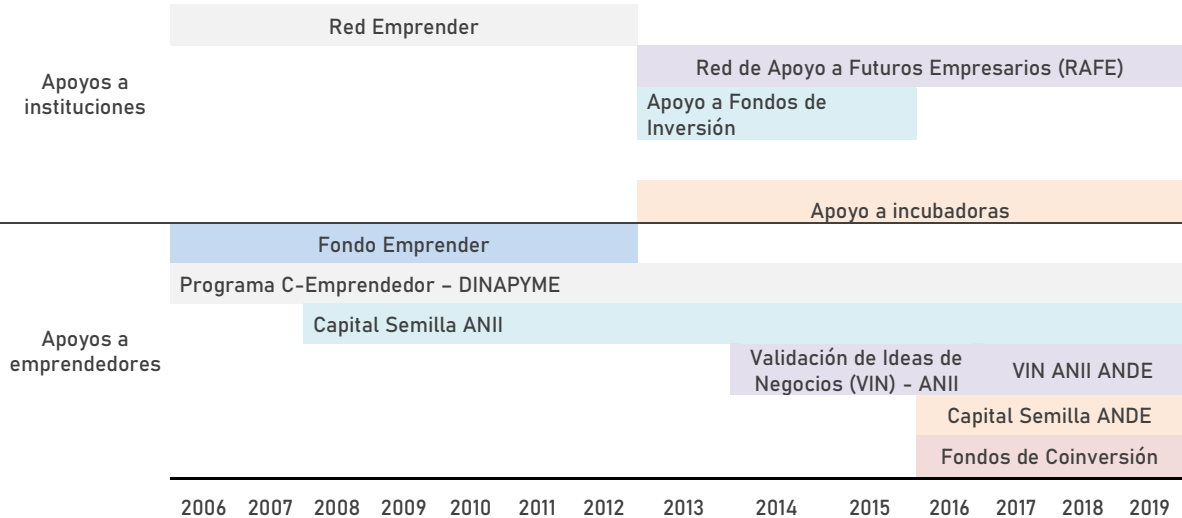 Red Emprender
Apoyos a
instituciones
Red de Apoyo a Futuros Empresarios (RAFE)
Apoyo a Fondos de
Inversión
Apoyo a incubadoras
Apoyos a
emprendedores
Fondo Emprender
Programa C-Emprendedor – DINAPYME
Capital Semilla ANII
Validación de Ideas de
Negocios (VIN) - ANII
VIN ANII ANDE
Capital Semilla ANDE
Fondos de Coinversión
2006 2007 2008 2009 2010 2011 2012 2013 2014 2015 2016 2017 2018 2019